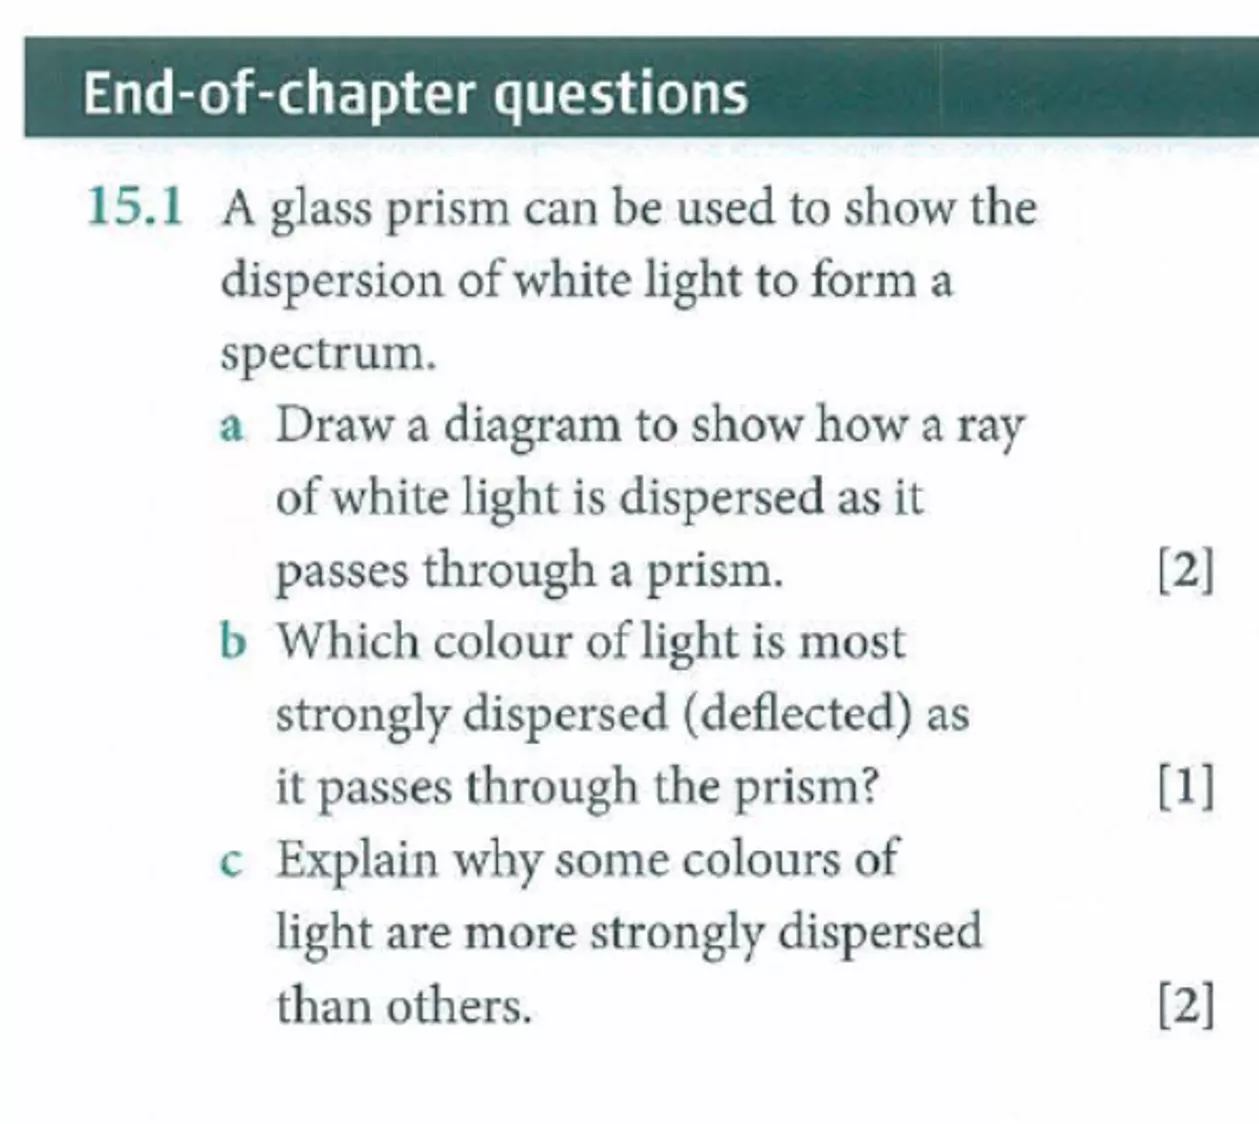 End-of-chapter questions
15.1 A glass prism can be used to show the
dispersion of white light to form a
spectrum.
a Draw a diagram to show how a ray
of white light is dispersed as it
passes through a prism. [2]
b Which colour of light is most
strongly dispersed (deflected) as
it passes through the prism? [1]
c Explain why some colours of
light are more strongly dispersed
than others. [2]